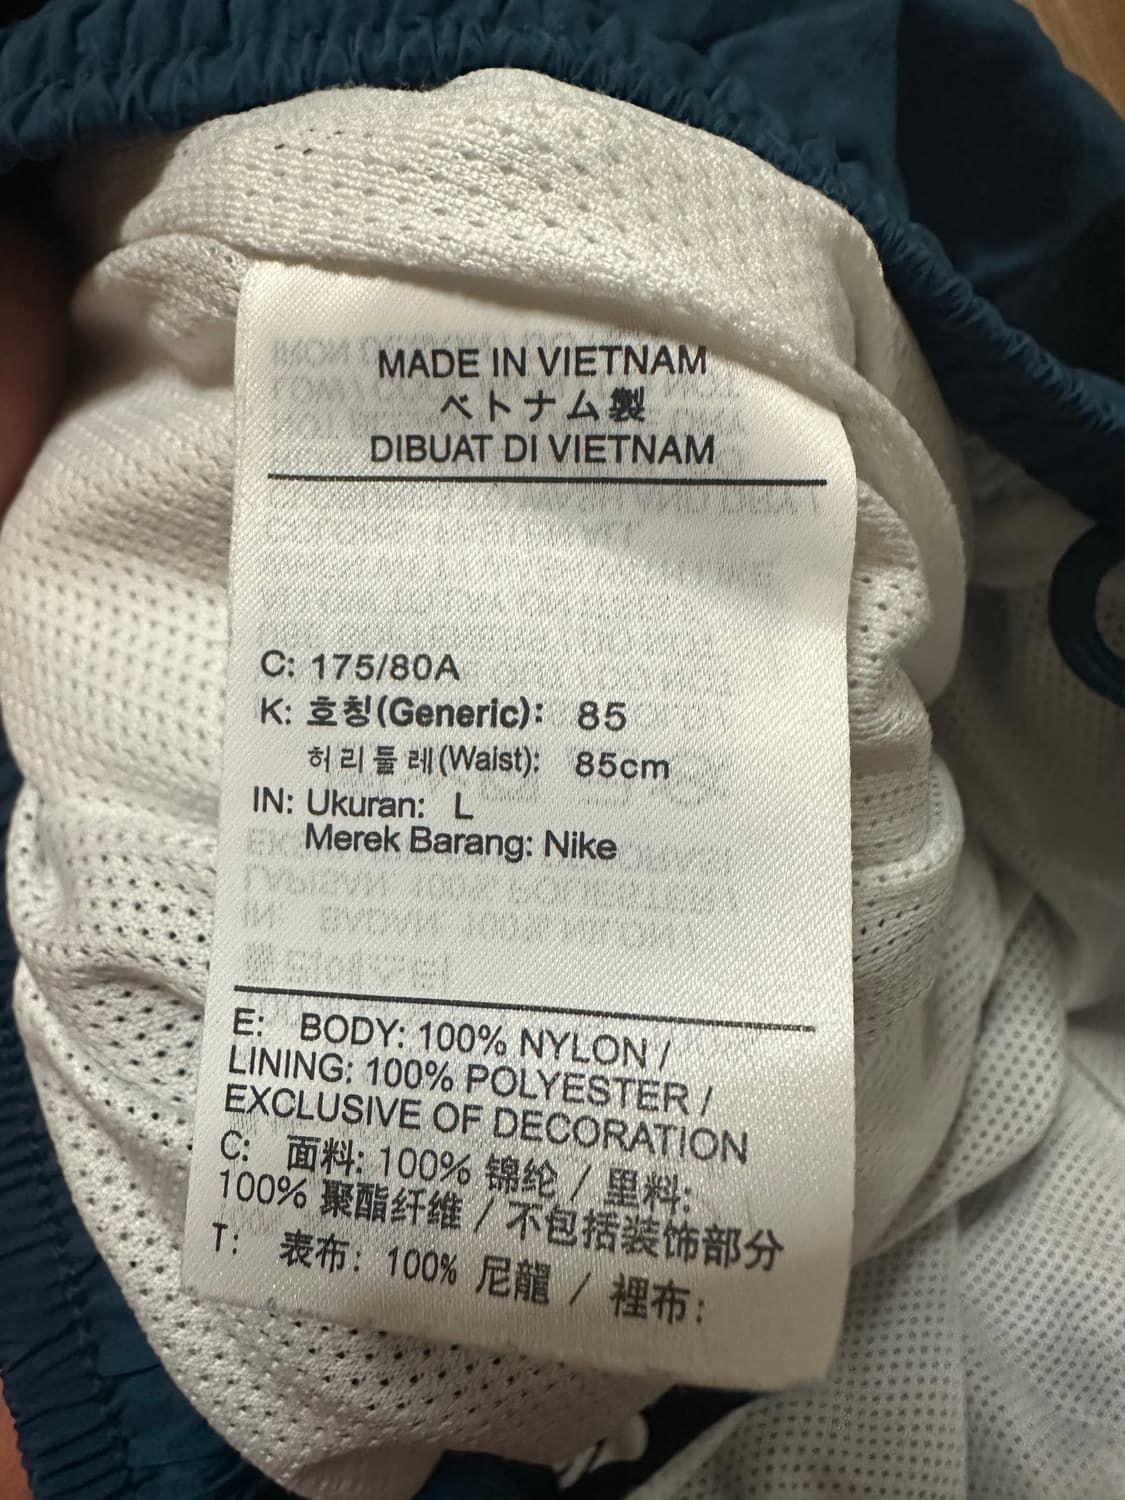 MADE IN VIETNAM
ベトナム製
DIBUAT DI VIETNAM
C: 175/80A
K: 호칭(Generic): 85
허리둘레(Waist): 85cm
IN: Ukuran: L
Merek Barang: Nike
E: BODY: 100% NYLON /
LINING: 100% POLYESTER /
EXCLUSIVE OF DECORATION
C: 面料: 100% 锦纶 / 里料:
100% 聚酯纤维 / 不包括装饰部分
T: 表布: 100% 尼龍 / 裡布: